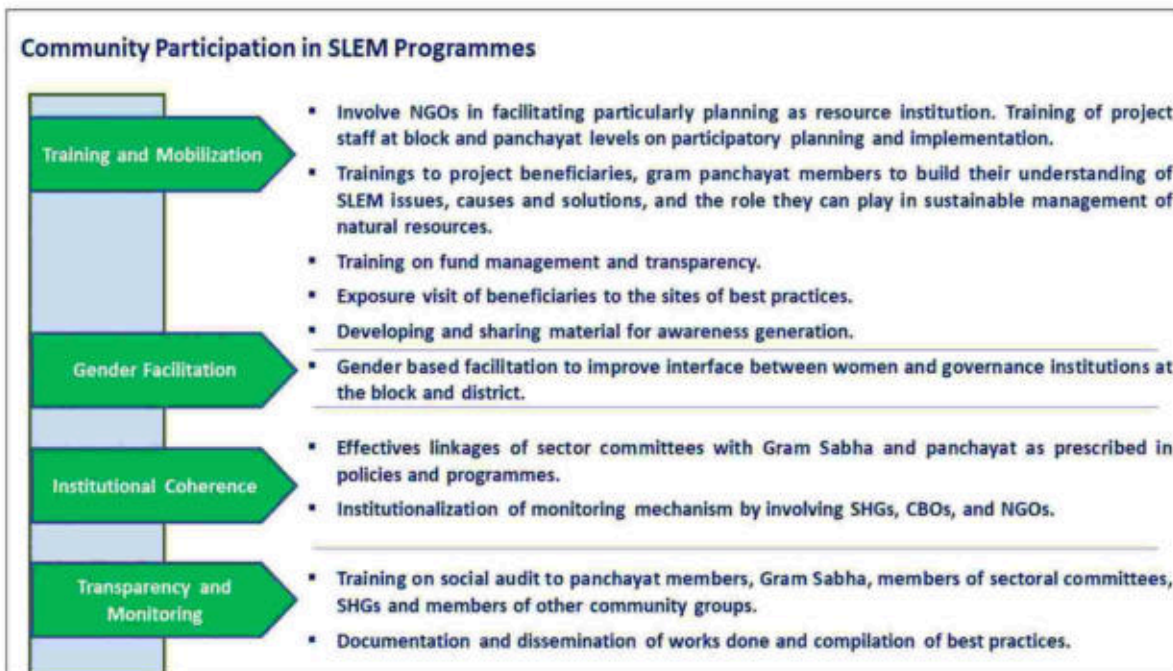 Community Participation in SLEM Programmes
Training and Mobilization
▪ Involve NGOs in facilitating particularly planning as resource institution. Training of project
staff at block and panchayat levels on participatory planning and implementation.
▪ Trainings to project beneficiaries, gram panchayat members to build their understanding of
SLEM issues, causes and solutions, and the role they can play in sustainable management of
natural resources.
▪ Training on fund management and transparency.
▪ Exposure visit of beneficiaries to the sites of best practices.
▪ Developing and sharing material for awareness generation.
Gender Facilitation
▪ Gender based facilitation to improve interface between women and governance institutions at
the block and district.
Institutional Coherence
▪ Effectives linkages of sector committees with Gram Sabha and panchayat as prescribed in
policies and programmes.
▪ Institutionalization of monitoring mechanism by involving SHGs, CBOs, and NGOs.
Transparency and
Monitoring
▪ Training on social audit to panchayat members, Gram Sabha, members of sectoral committees,
SHGs and members of other community groups.
▪ Documentation and dissemination of works done and compilation of best practices.